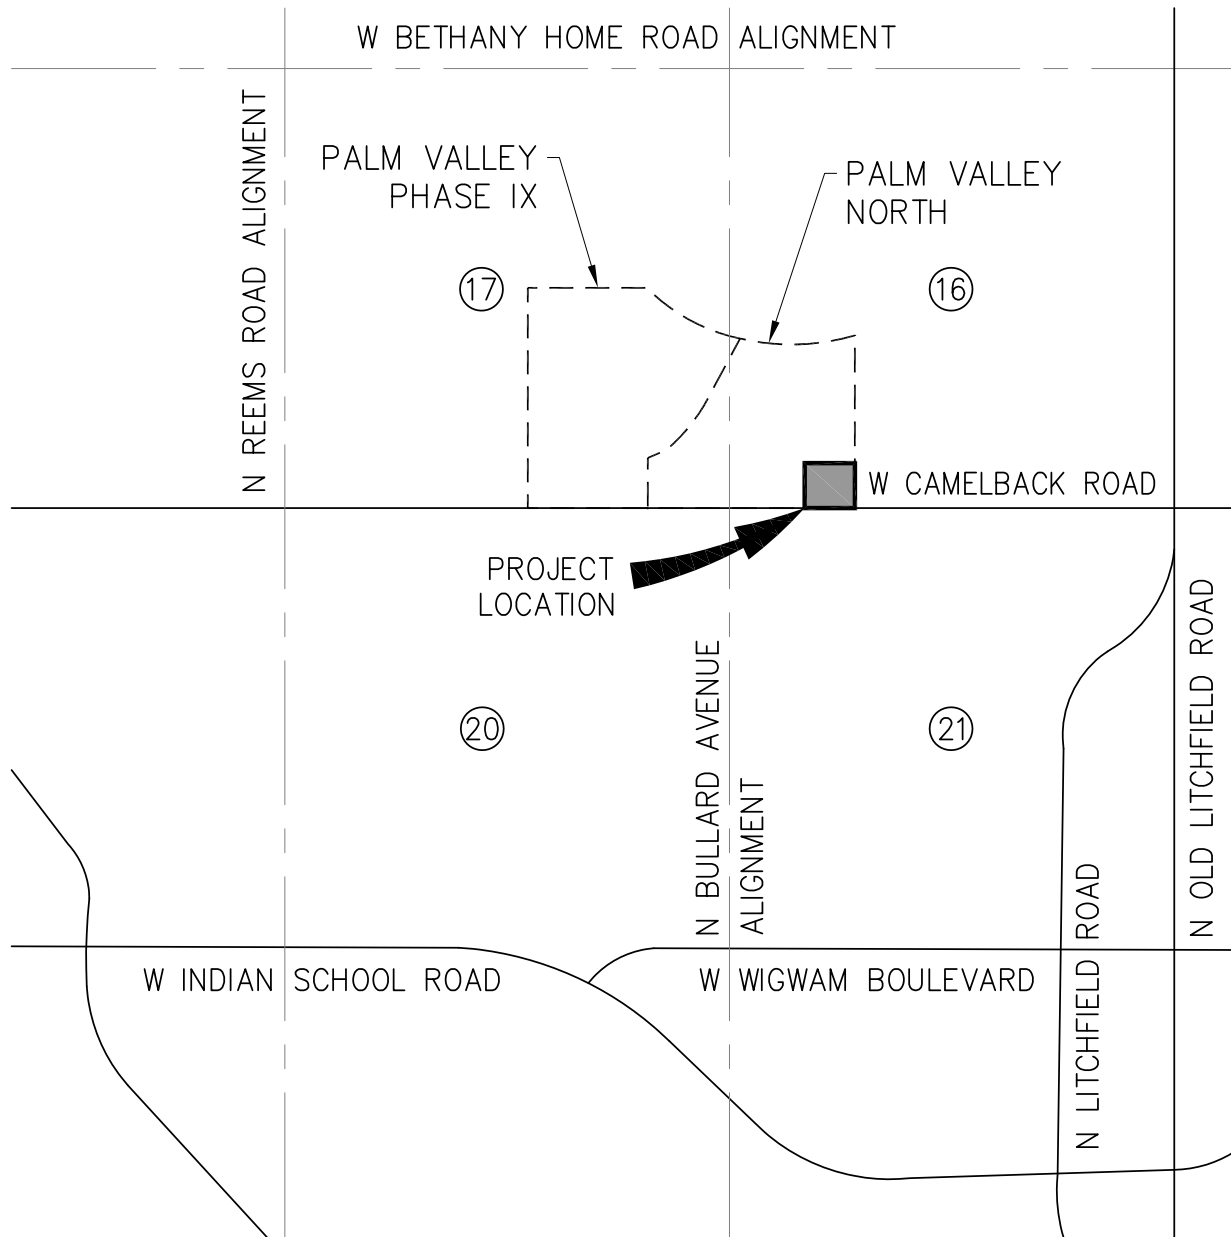 W BETHANY HOME ROAD ALIGNMENT
N REEMS ROAD ALIGNMENT
PALM VALLEY
PHASE IX
PALM VALLEY
NORTH
17
16
W CAMELBACK ROAD
PROJECT
LOCATION
N BULLARD AVENUE
ALIGNMENT
20
21
N OLD LITCHFIELD ROAD
N LITCHFIELD ROAD
W INDIAN SCHOOL ROAD
W WIGWAM BOULEVARD